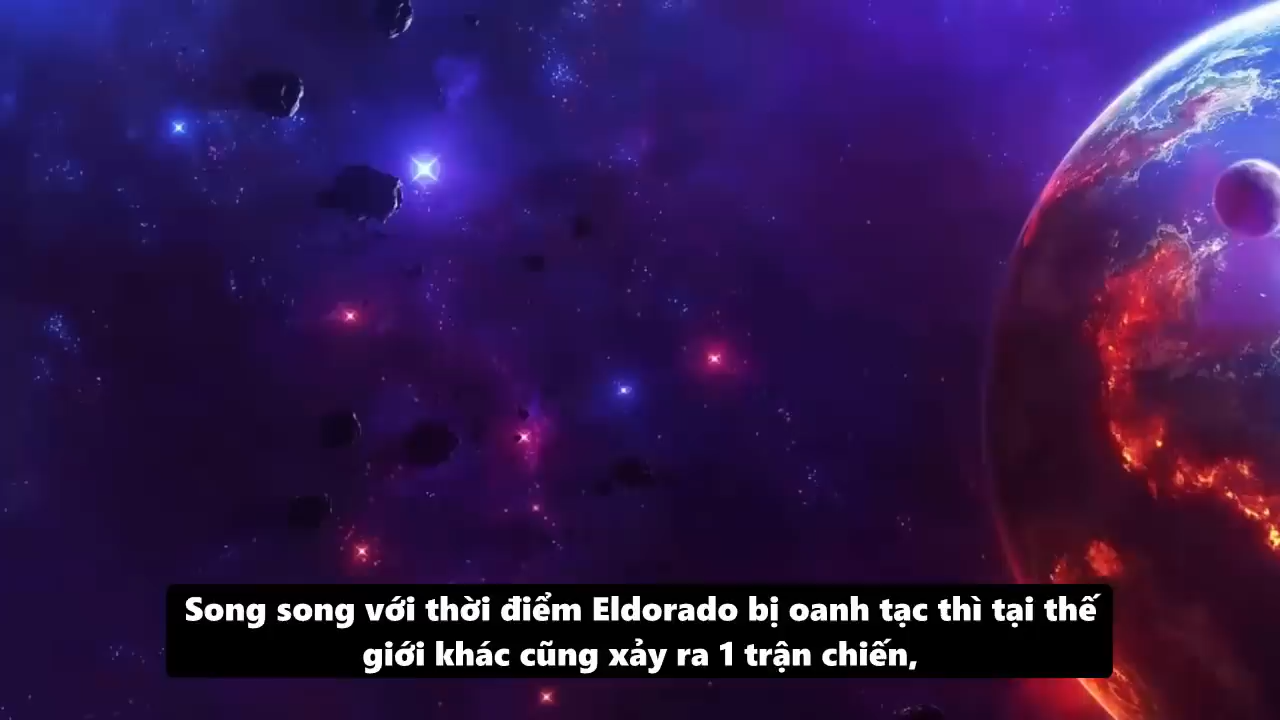 Song song với thời điểm Eldorado bị oanh tạc thì tại thế
giới khác cũng xảy ra 1 trận chiến,